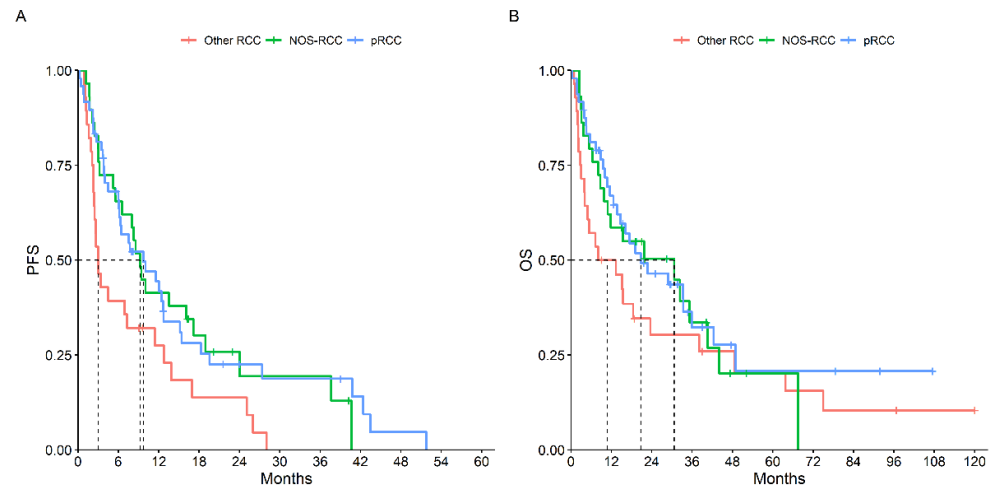 A
Other RCC NOS-RCC pRCC
1.00
0.75
0.50
0.25
0.00
PFS
0 6 12 18 24 30 36 42 48 54 60
Months
B
Other RCC NOS-RCC pRCC
1.00
0.75
0.50
0.25
0.00
OS
0 12 24 36 48 60 72 84 96 108 120
Months